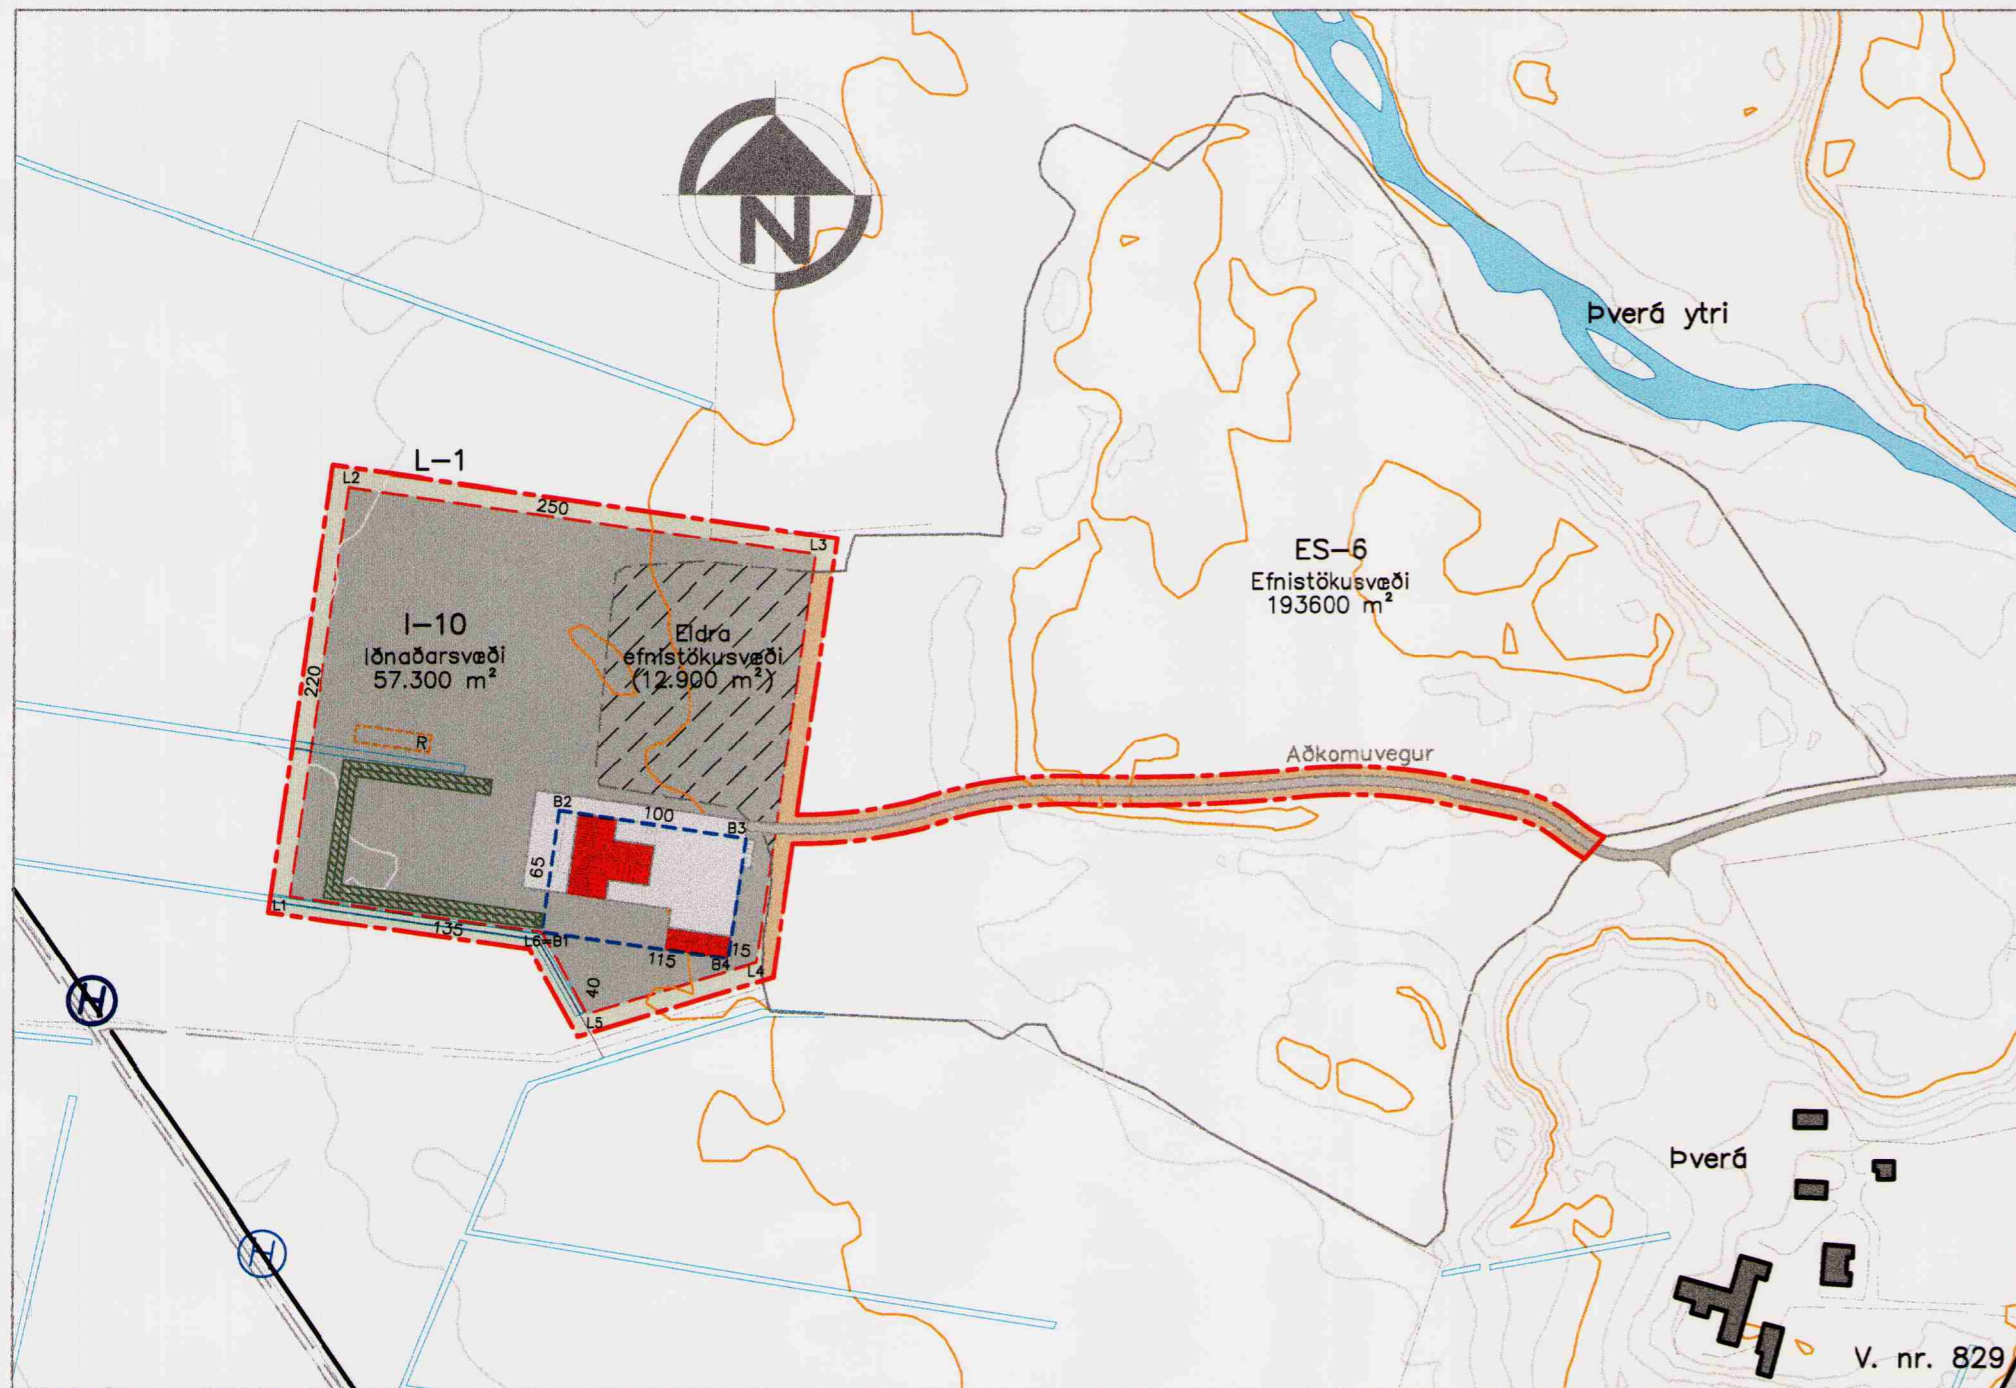 N
Þverá ytri
L-1
L2
250
L3
ES-6
Efnistökusvæði
193600 m²
I-10
Iðnaðarsvæði
57.300 m²
Eldra
efnistökusvæði
(12.900 m²)
220
R
Aðkomuvegur
B2
100
B3
65
L1
135
L6=B1
115
15
B4
L4
40
L5
H
H
Þverá
V. nr. 829